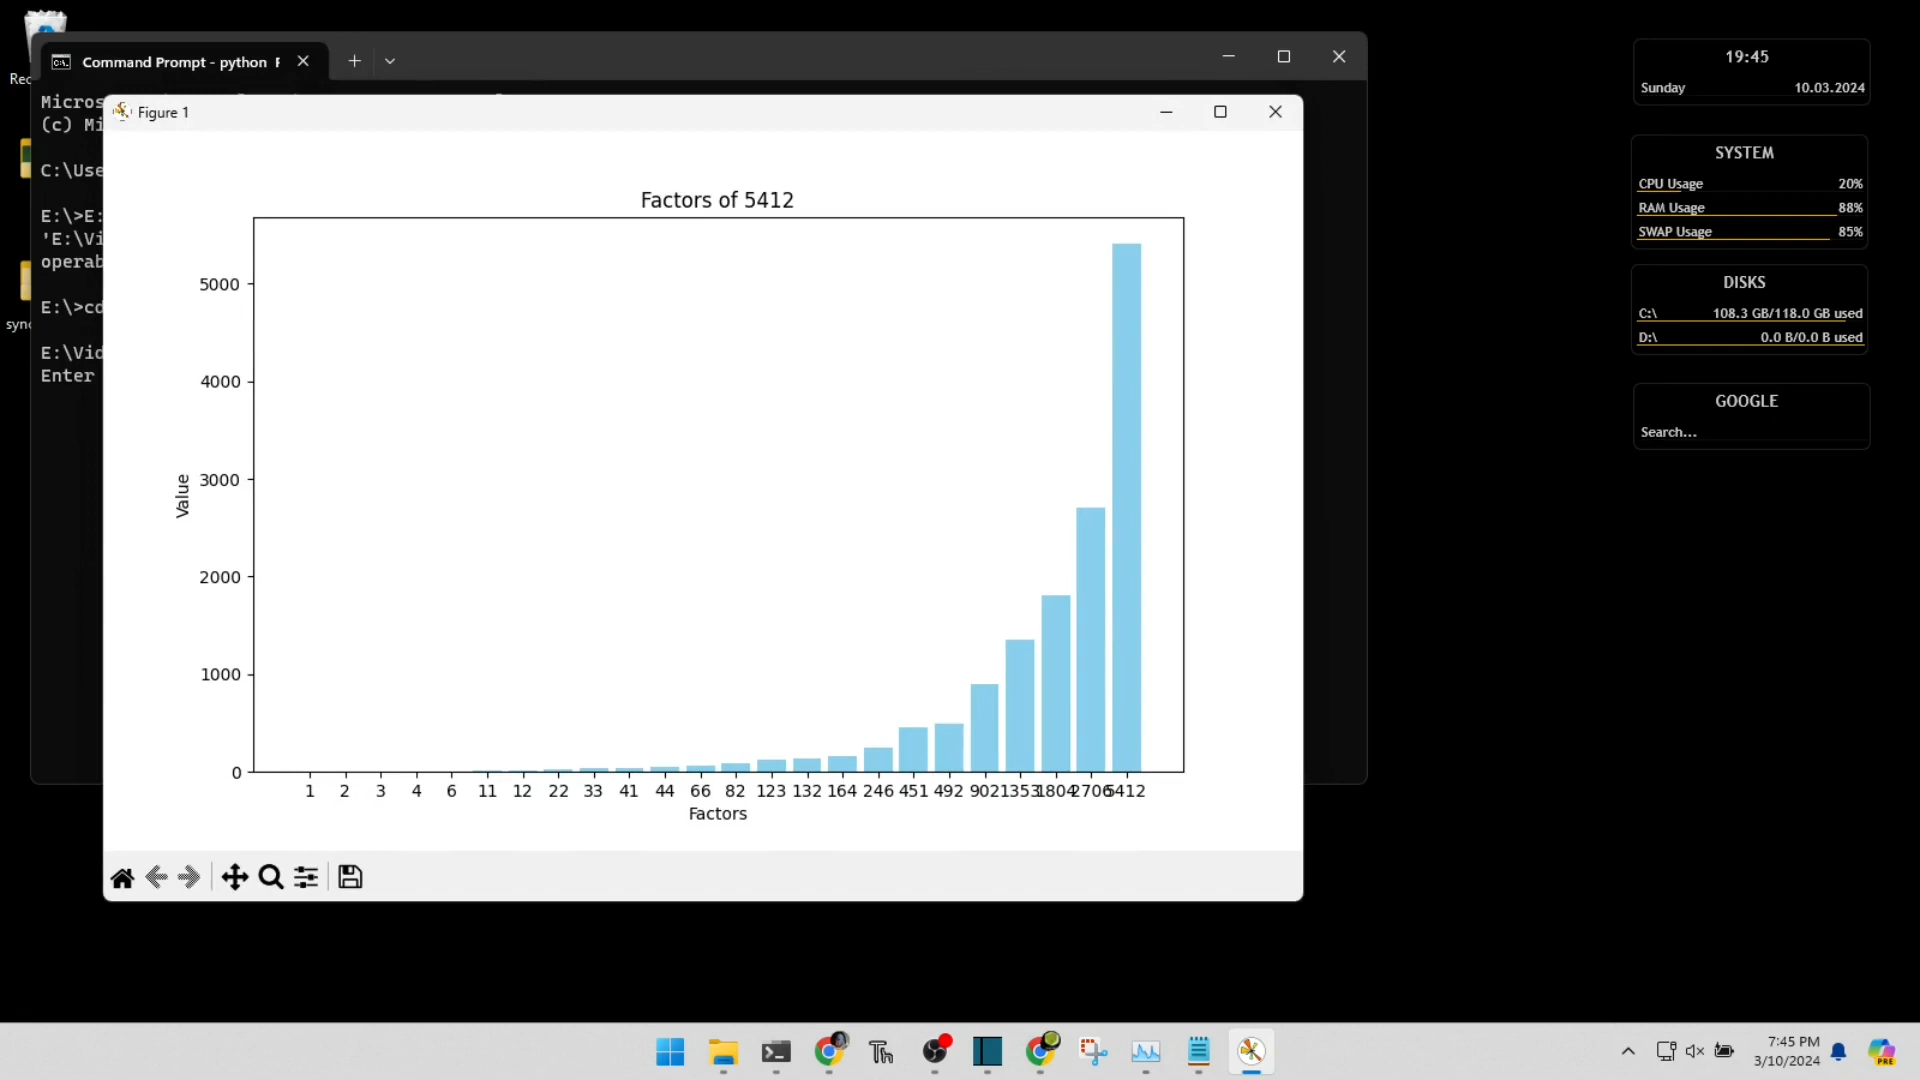 Rec
Command Prompt - python F
Micros
(c) Mi
C:\Use
E:\>E:
'E:\Vi
operab
E:\>cd
sync
E:\Vid
Enter
Figure 1
Factors of 5412
Value
5000
4000
3000
2000
1000
0
1 2 3 4 6 11 12 22 33 41 44 66 82 123 132 164 246 451 492 902 1353 1804 2706 5412
Factors
19:45
Sunday 10.03.2024
SYSTEM
CPU Usage 20%
RAM Usage 88%
SWAP Usage 85%
DISKS
C:\ 108.3 GB/118.0 GB used
D:\ 0.0 B/0.0 B used
GOOGLE
Search...
Th
7:45 PM
3/10/2024
PRE